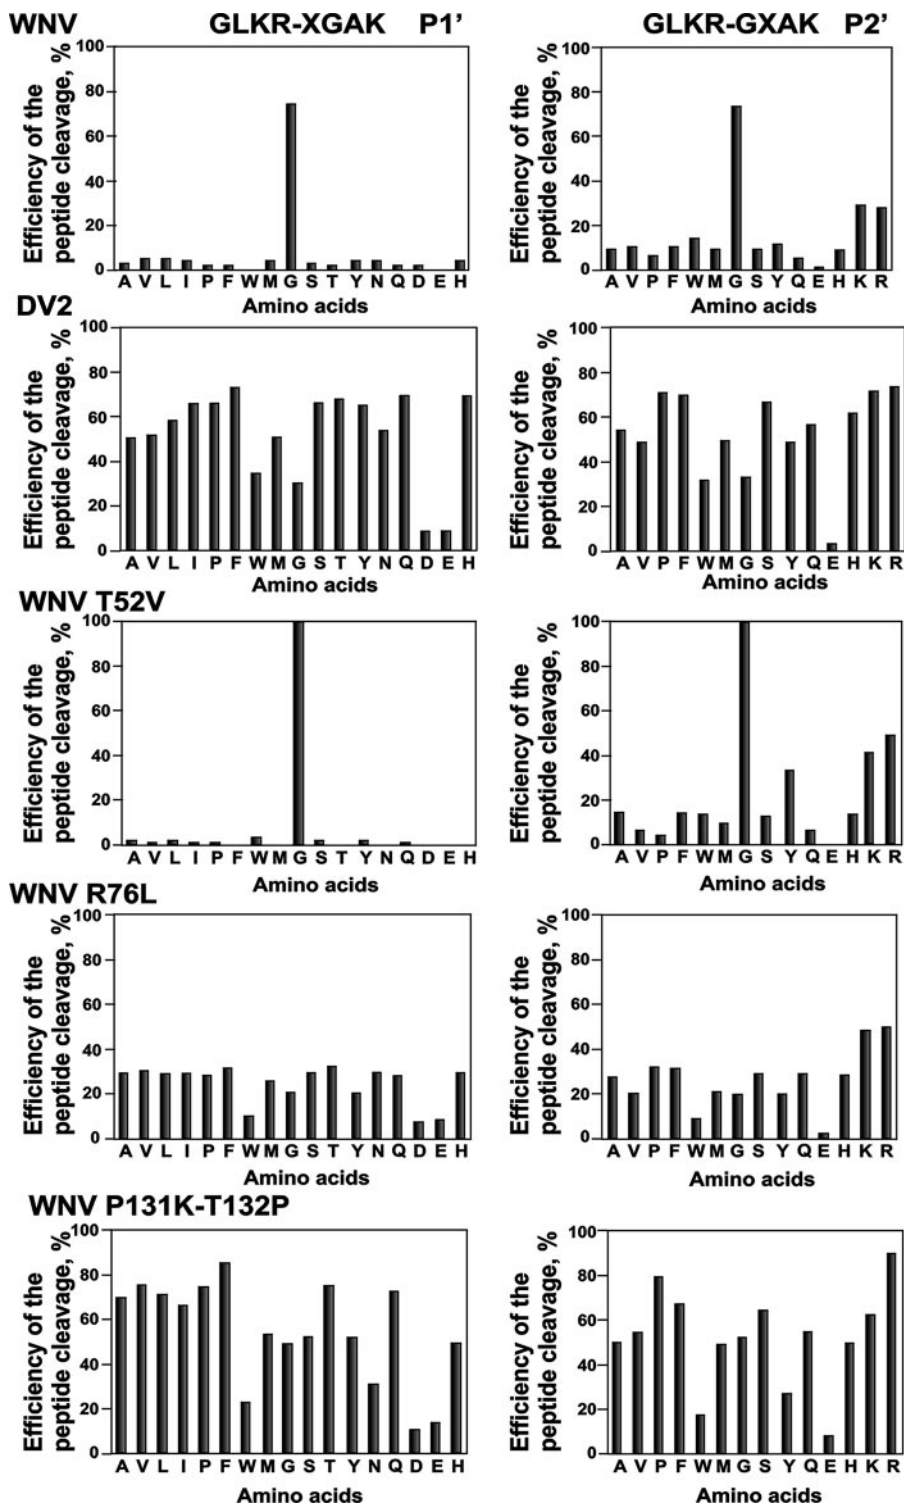 WNV GLKR-XGAK P1' GLKR-GXAK P2'
Efficiency of the
peptide cleavage, %
100
80
60
40
20
0
A V L I P F W M G S T Y N Q D E H
Amino acids
Efficiency of the
peptide cleavage, %
100
80
60
40
20
0
A V P F W M G S Y Q E H K R
Amino acids
DV2
Efficiency of the
peptide cleavage, %
100
80
60
40
20
0
A V L I P F W M G S T Y N Q D E H
Amino acids
Efficiency of the
peptide cleavage, %
100
80
60
40
20
0
A V P F W M G S Y Q E H K R
Amino acids
WNV T52V
Efficiency of the
peptide cleavage, %
100
80
60
40
20
0
A V L I P F W M G S T Y N Q D E H
Amino acids
Efficiency of the
peptide cleavage, %
100
80
60
40
20
0
A V P F W M G S Y Q E H K R
Amino acids
WNV R76L
Efficiency of the
peptide cleavage, %
100
80
60
40
20
0
A V L I P F W M G S T Y N Q D E H
Amino acids
Efficiency of the
peptide cleavage, %
100
80
60
40
20
0
A V P F W M G S Y Q E H K R
Amino acids
WNV P131K-T132P
Efficiency of the
peptide cleavage, %
100
80
60
40
20
0
A V L I P F W M G S T Y N Q D E H
Amino acids
Efficiency of the
peptide cleavage, %
100
80
60
40
20
0
A V P F W M G S Y Q E H K R
Amino acids